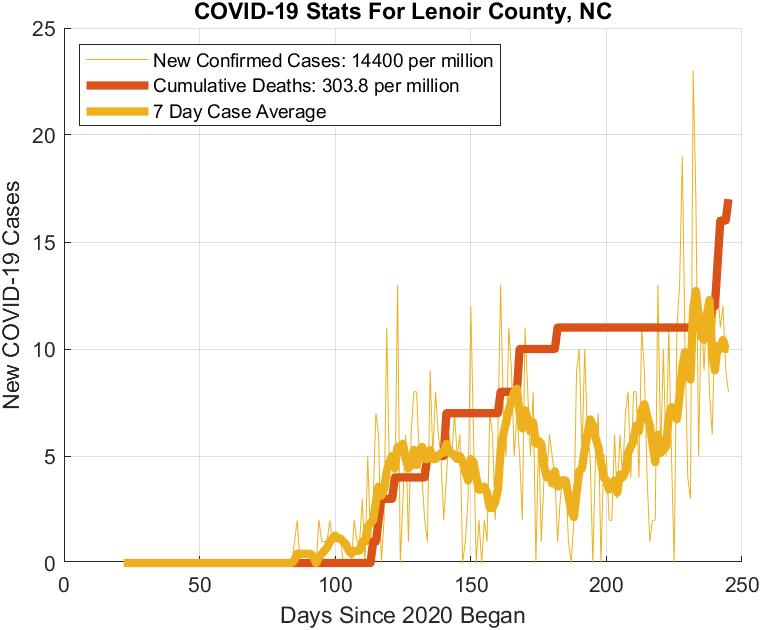 COVID-19 Stats For Lenoir County, NC
New Confirmed Cases: 14400 per million
Cumulative Deaths: 303.8 per million
7 Day Case Average
New COVID-19 Cases
25
20
15
10
5
0
0 50 100 150 200 250
Days Since 2020 Began